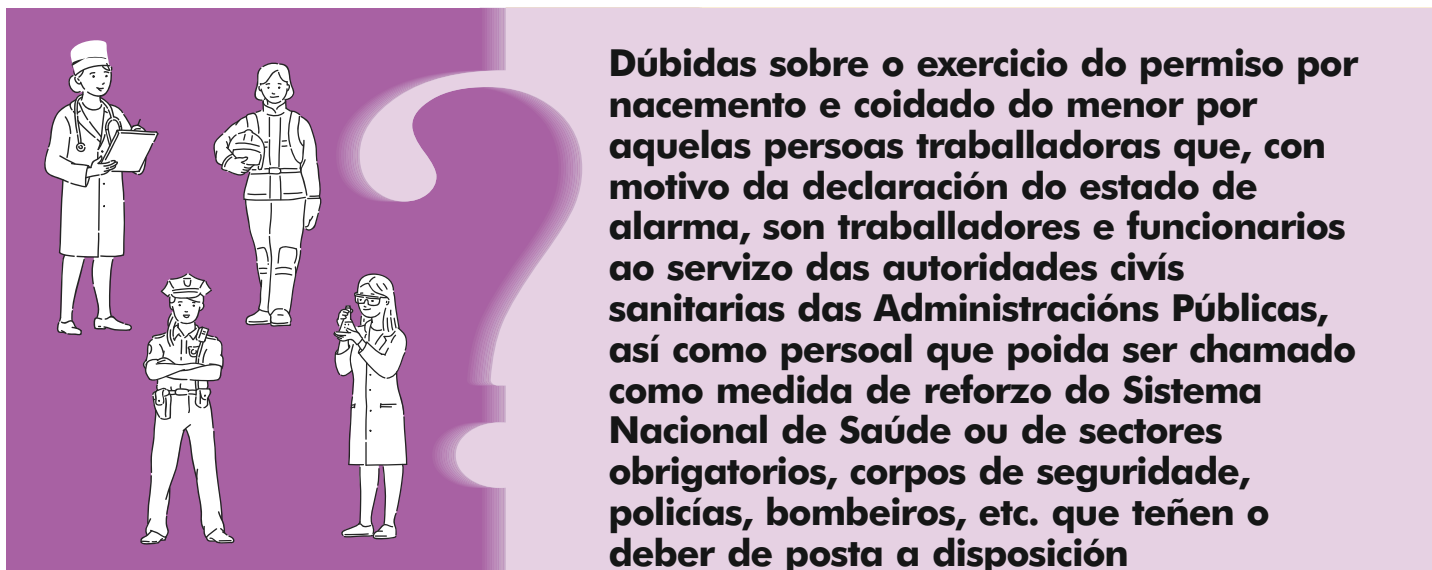 Dúbidas sobre o exercicio do permiso por
nacemento e coidado do menor por
aquelas persoas traballadoras que, con
motivo da declaración do estado de
alarma, son traballadores e funcionarios
ao servizo das autoridades civís
sanitarias das Administracións Públicas,
así como persoal que poida ser chamado
como medida de reforzo do Sistema
Nacional de Saúde ou de sectores
obrigatorios, corpos de seguridade,
policías, bombeiros, etc. que teñen o
deber de posta a disposición